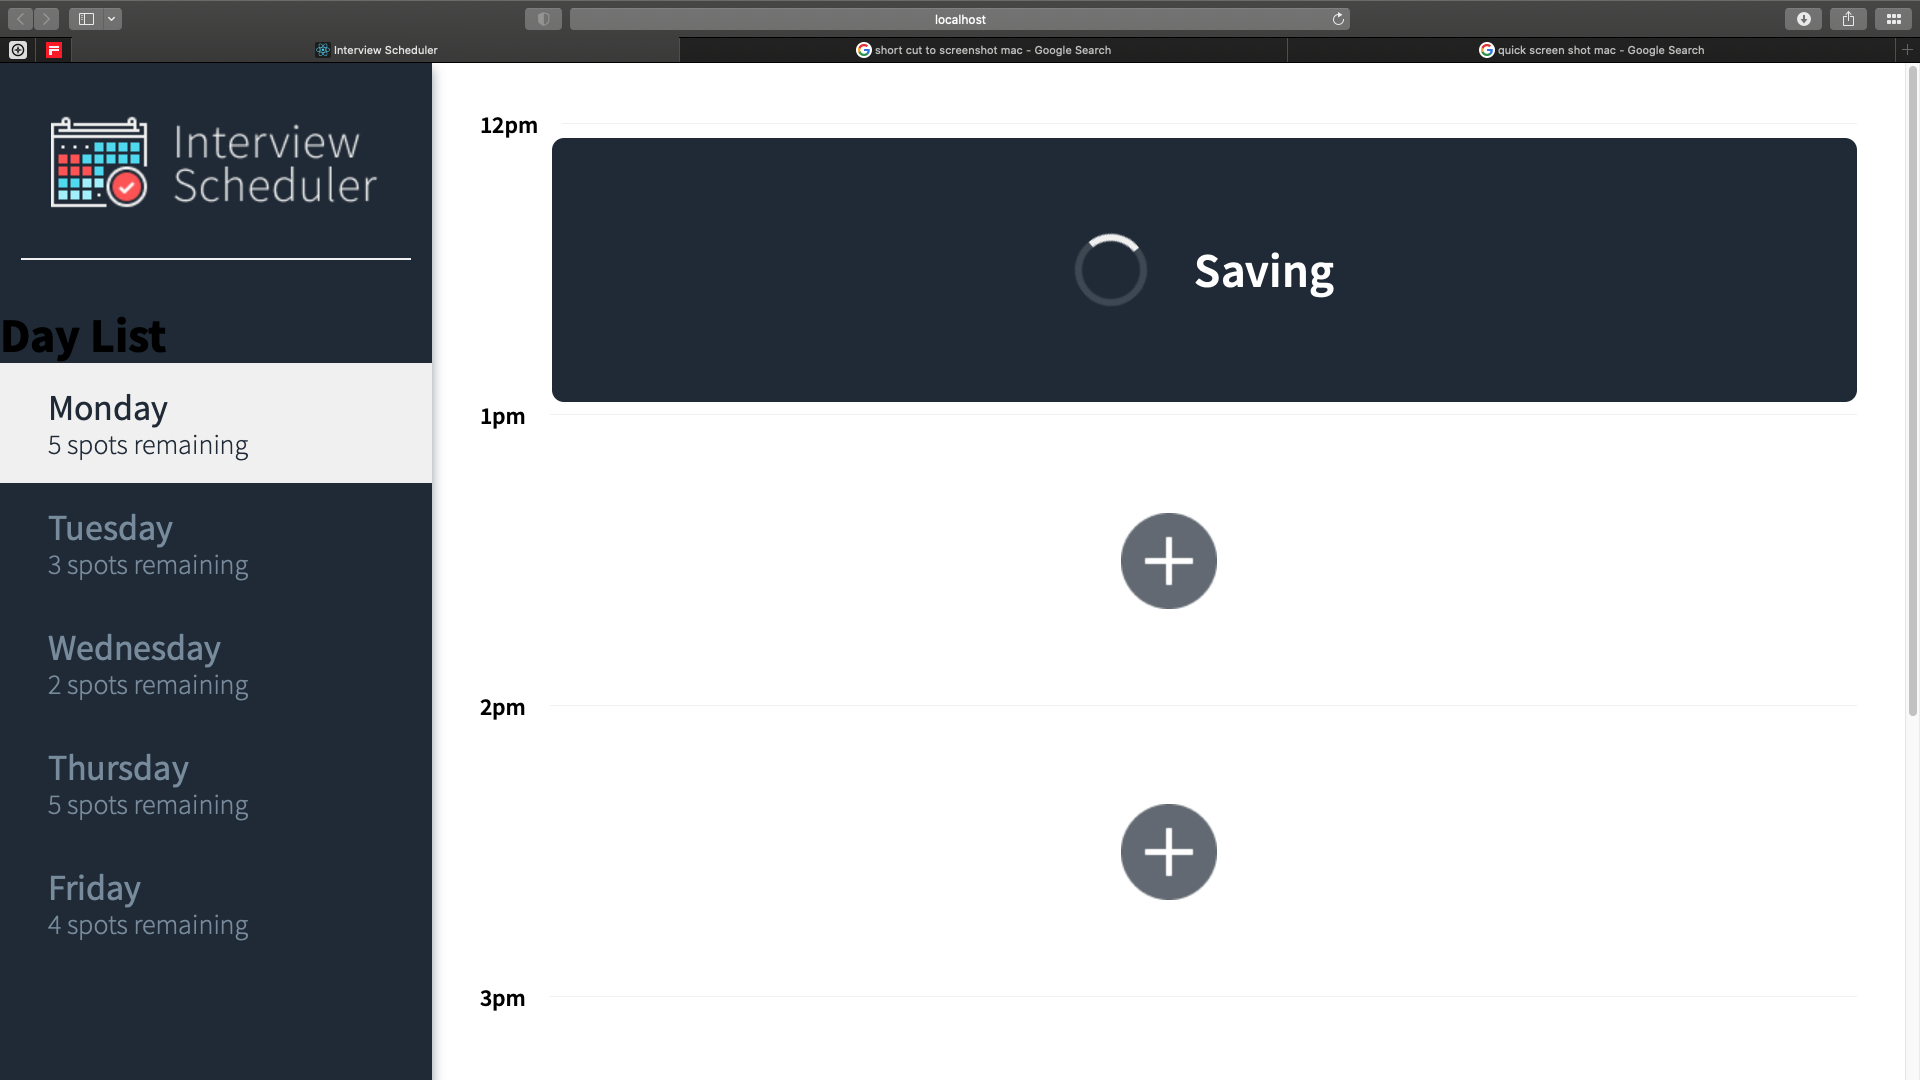 localhost
Interview Scheduler
short cut to screenshot mac - Google Search
quick screen shot mac - Google Search
Interview
Scheduler
Day List
Monday
5 spots remaining
Tuesday
3 spots remaining
Wednesday
2 spots remaining
Thursday
5 spots remaining
Friday
4 spots remaining
12pm
Saving
1pm
2pm
3pm